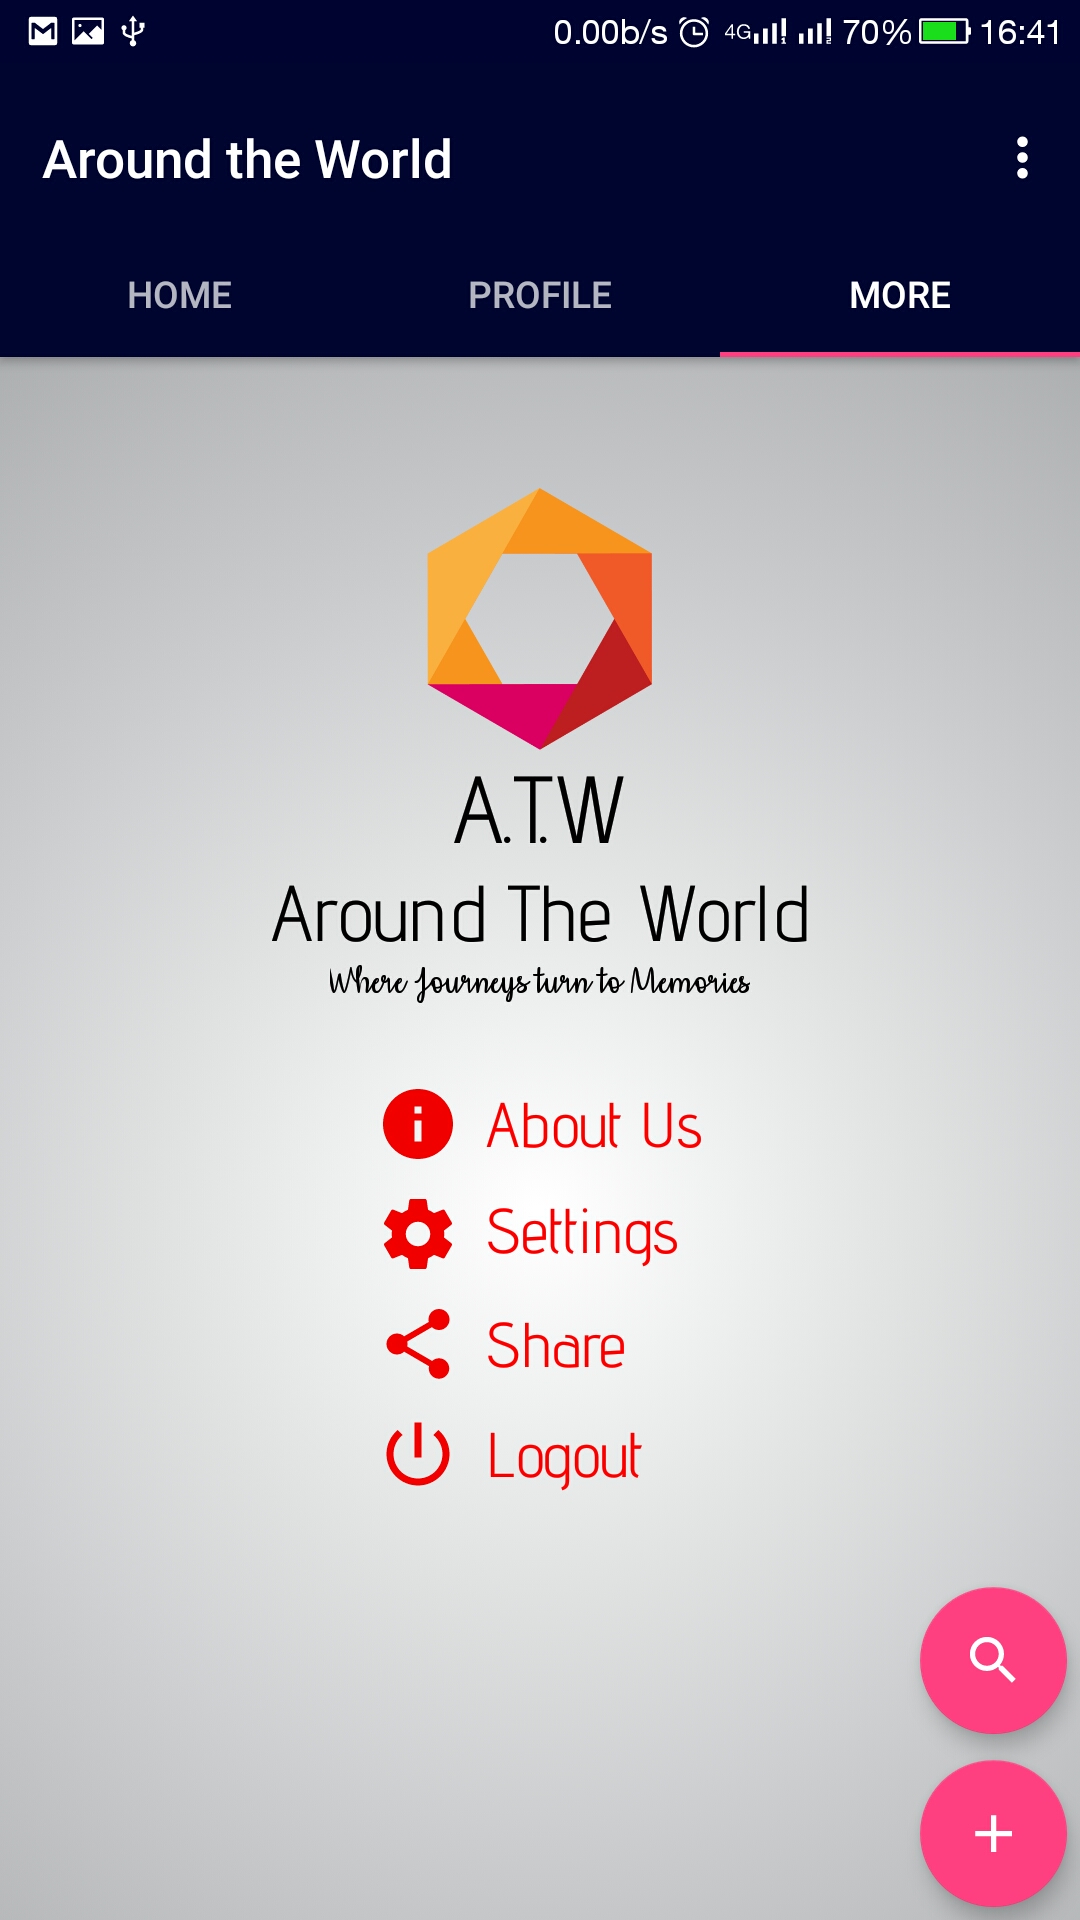 0.00b/s 4G 70% 16:41
Around the World
HOME PROFILE MORE
A.T.W
Around The World
Where Journeys turn to Memories
About Us
Settings
Share
Logout